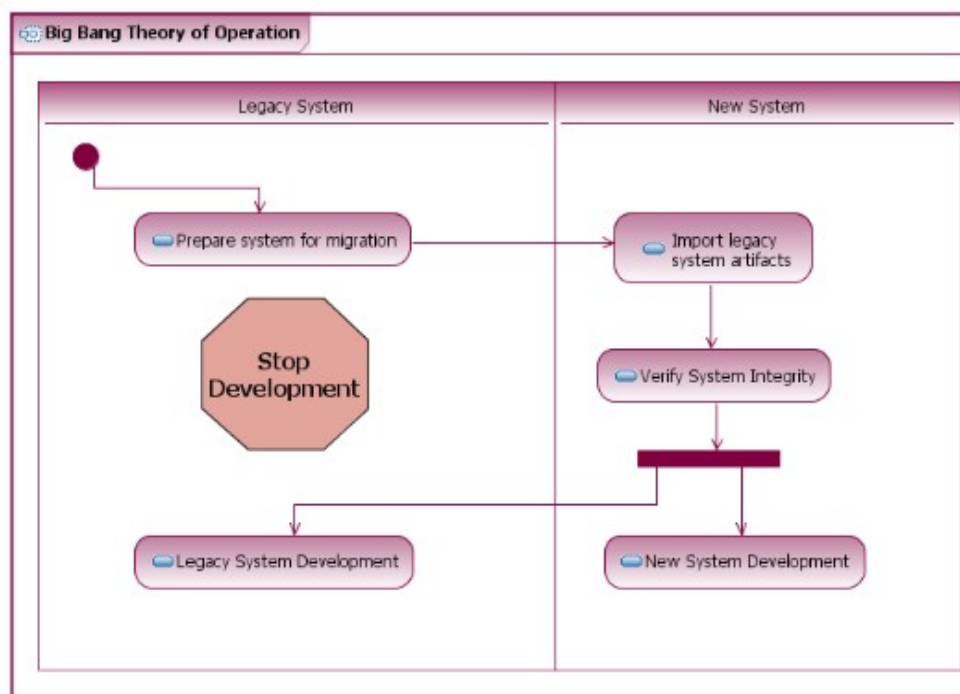 Big Bang Theory of Operation
Legacy System
New System
Prepare system for migration
Import legacy
system artifacts
Stop
Development
Verify System Integrity
Legacy System Development
New System Development